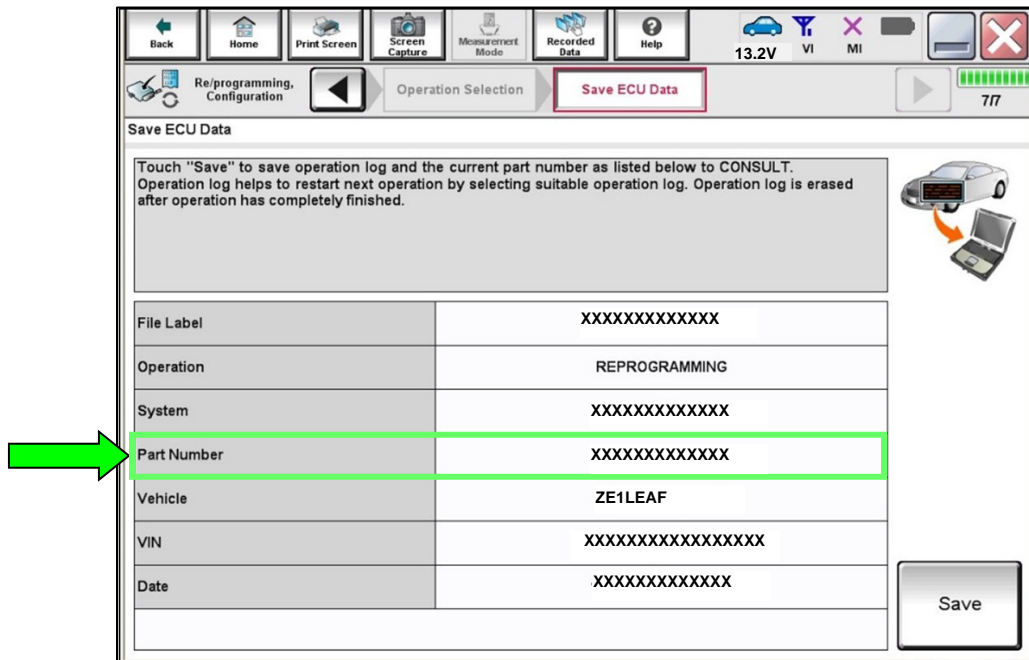 Back
Home
Print Screen
Screen Capture
Measurement Mode
Recorded Data
Help
13.2V
VI
MI
Re/programming, Configuration
Operation Selection
Save ECU Data
7/7
Save ECU Data
Touch "Save" to save operation log and the current part number as listed below to CONSULT.
Operation log helps to restart next operation by selecting suitable operation log. Operation log is erased
after operation has completely finished.
File Label XXXXXXXXXXXXX
Operation REPROGRAMMING
System XXXXXXXXXXXXX
Part Number XXXXXXXXXXXXX
Vehicle ZE1LEAF
VIN XXXXXXXXXXXXXXXXX
Date XXXXXXXXXXXXX
Save